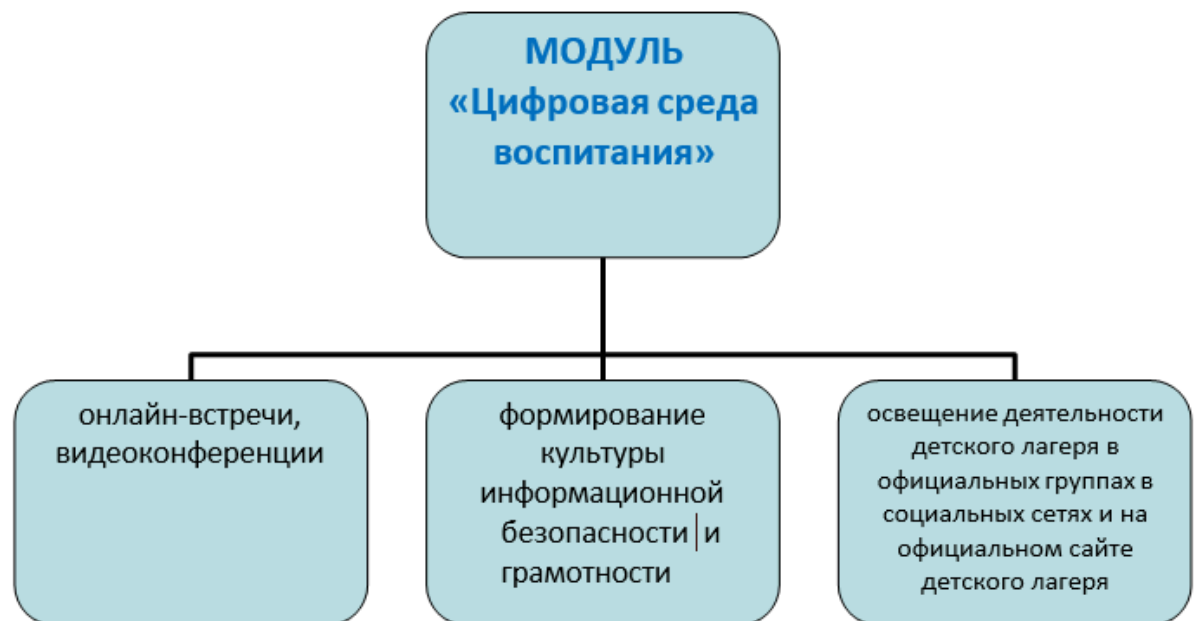 МОДУЛЬ
«Цифровая среда
воспитания»
онлайн-встречи,
видеоконференции
формирование
культуры
информационной
безопасности и
грамотности
освещение деятельности
детского лагеря в
официальных группах в
социальных сетях и на
официальном сайте
детского лагеря